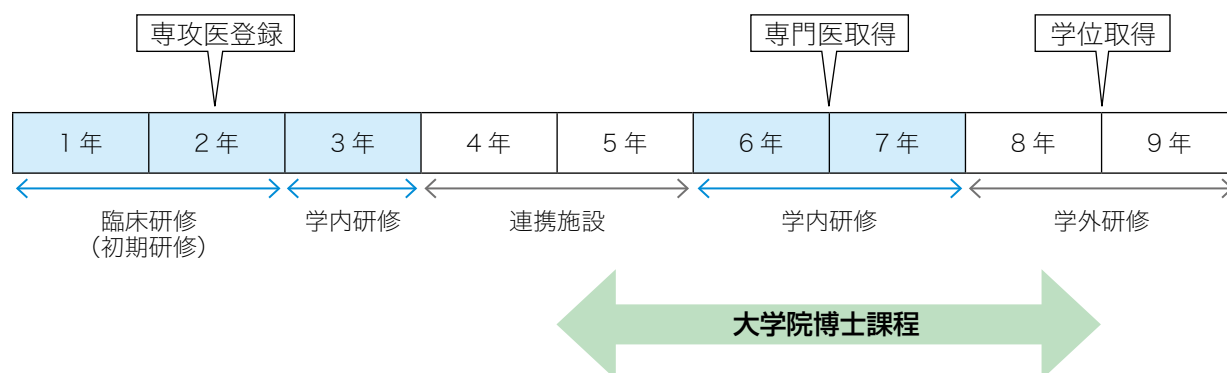 専攻医登録
専門医取得
学位取得
1年
2年
3年
4年
5年
6年
7年
8年
9年
臨床研修
（初期研修）
学内研修
連携施設
学内研修
学外研修
大学院博士課程